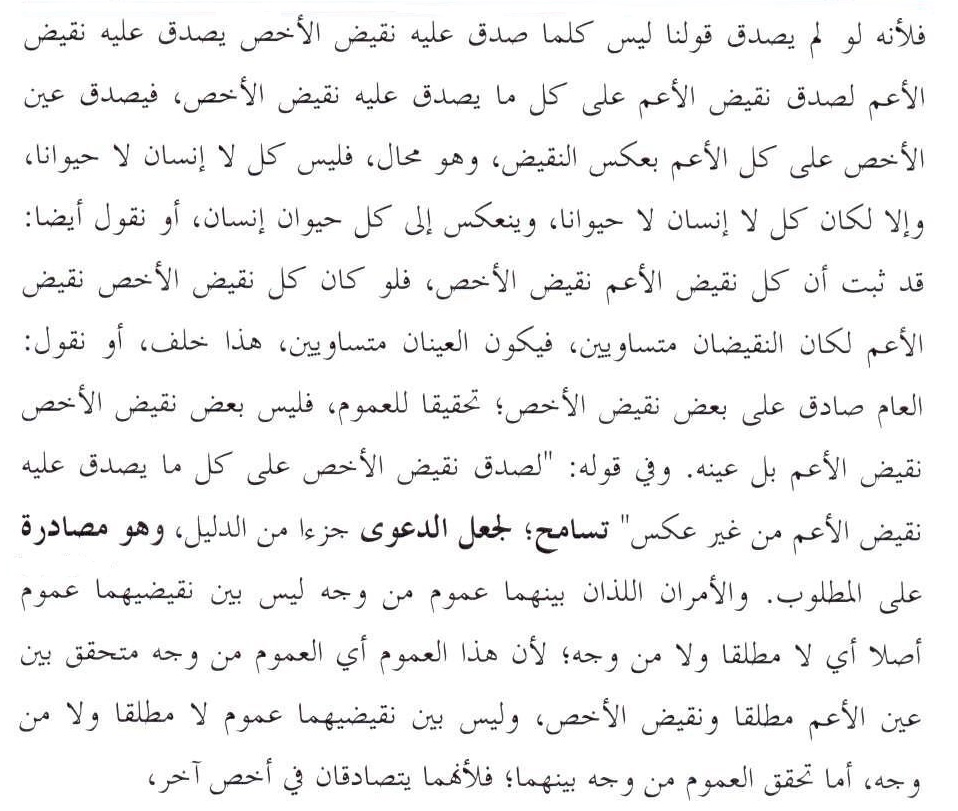 فلأنه لو لم يصدق قولنا ليس كلما صدق عليه نقيض الأخص يصدق عليه نقيض
الأعم لصدق نقيض الأعم على كل ما يصدق عليه نقيض الأخص، فيصدق عين
الأخص على كل الأعم بعكس النقيض، وهو محال، فليس كل لا إنسان لا حيوانا،
وإلا لكان كل لا إنسان لا حيوانا، وينعكس إلى كل حيوان إنسان، أو نقول أيضا:
قد ثبت أن كل نقيض الأعم نقيض الأخص، فلو كان كل نقيض الأخص نقيض
الأعم لكان النقيضان متساويين، فيكون العينان متساويين، هذا خلف، أو نقول:
العام صادق على بعض نقيض الأخص؛ تحقيقا للعموم، فليس بعض نقيض الأخص
نقيض الأعم بل عينه. وفي قوله: "لصدق نقيض الأخص على كل ما يصدق عليه
نقيض الأعم من غير عكس" تسامح؛ لجعل الدعوى جزءا من الدليل، وهو مصادرة
على المطلوب. والأمران اللذان بينهما عموم من وجه ليس بين نقيضيهما عموم
أصلا أي لا مطلقا ولا من وجه؛ لأن هذا العموم أي العموم من وجه متحقق بين
عين الأعم مطلقا ونقيض الأخص، وليس بين نقيضيهما عموم لا مطلقا ولا من
وجه، أما تحقق العموم من وجه بينهما؛ فلأنهما يتصادقان في أخص آخر،